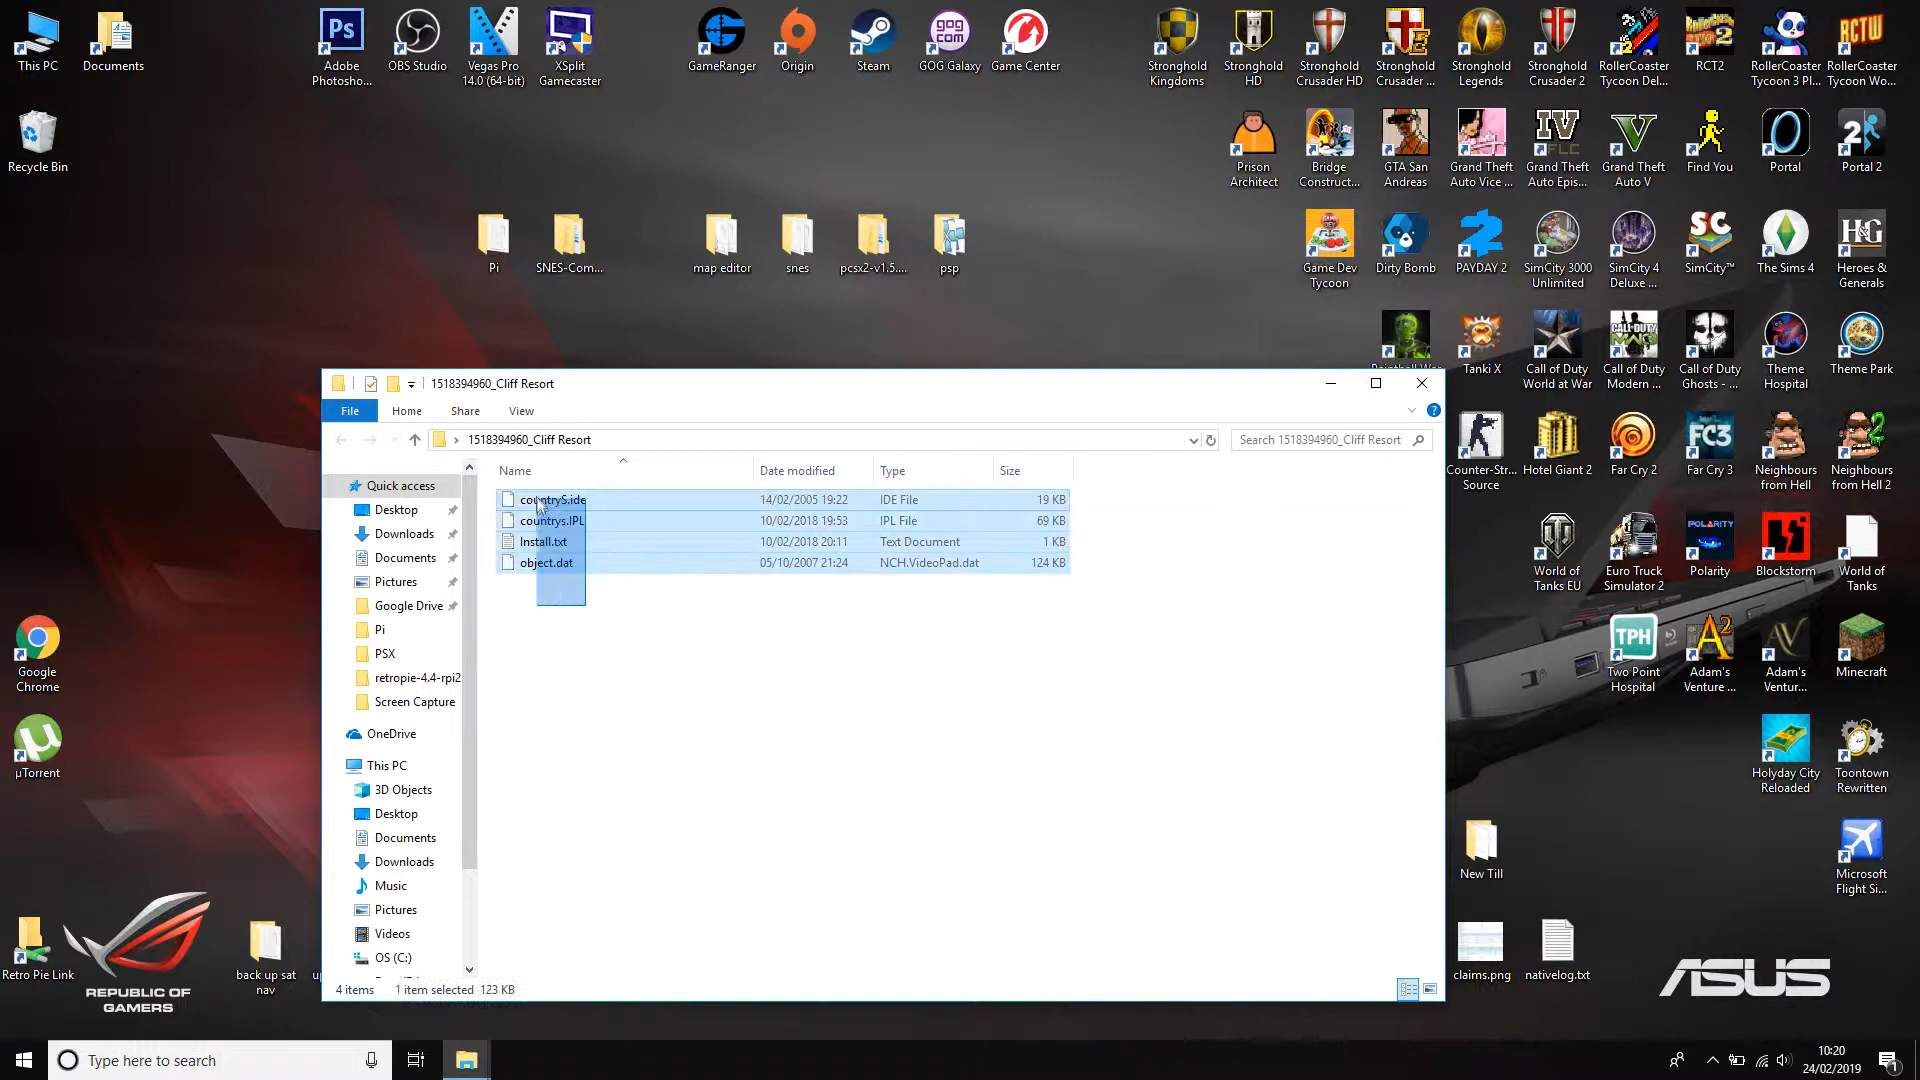 This PC
Documents
Adobe
Photosho...
OBS Studio
Vegas Pro
14.0 (64-bit)
XSplit
Gamecaster
GameRanger
Origin
Steam
GOG Galaxy
Game Center
Stronghold
Kingdoms
Stronghold
HD
Stronghold
Crusader HD
Stronghold
Crusader ...
Stronghold
Legends
Stronghold
Crusader 2
RollerCoaster
Tycoon Del...
RCT2
RollerCoaster
Tycoon 3 Pl...
RollerCoaster
Tycoon Wo...
Recycle Bin
Prison
Architect
Bridge
Construct...
GTA San
Andreas
Grand Theft
Auto Vice ...
Grand Theft
Auto Epis...
Grand Theft
Auto V
Find You
Portal
Portal 2
Pi
SNES-Com...
map editor
snes
pcsx2-v1.5....
psp
Game Dev
Tycoon
Dirty Bomb
PAYDAY 2
SimCity 3000
Unlimited
SimCity 4
Deluxe ...
SimCity™
The Sims 4
Heroes &
Generals
Tanki X
Call of Duty
World at War
Call of Duty
Modern ...
Call of Duty
Ghosts - ...
Theme
Hospital
Theme Park
1518394960_Cliff Resort
File
Home
Share
View
1518394960_Cliff Resort
Search 1518394960_Cliff Resort
Name
Date modified
Type
Size
countryS.ide 14/02/2005 19:22 IDE File 19 KB
countrys.IPL 10/02/2018 19:53 IPL File 69 KB
Install.txt 10/02/2018 20:11 Text Document 1 KB
object.dat 05/10/2007 21:24 NCH.VideoPad.dat 124 KB
Quick access
Desktop
Downloads
Documents
Pictures
Google Drive
Pi
PSX
retropie-4.4-rpi2
Screen Capture
OneDrive
This PC
3D Objects
Desktop
Documents
Downloads
Music
Pictures
Videos
OS (C:)
4 items
1 item selected 123 KB
Counter-Str...
Source
Hotel Giant 2
Far Cry 2
Far Cry 3
Neighbours
from Hell
Neighbours
from Hell 2
World of
Tanks EU
Euro Truck
Simulator 2
Polarity
Blockstorm
World of
Tanks
Google
Chrome
Two Point
Hospital
Adam's
Venture ...
Adam's
Ventur...
Minecraft
µTorrent
Holyday City
Reloaded
Toontown
Rewritten
New Till
Microsoft
Flight Si...
Retro Pie Link
REPUBLIC OF
GAMERS
back up sat
nav
claims.png
nativelog.txt
ASUS
Type here to search
10:20
24/02/2019